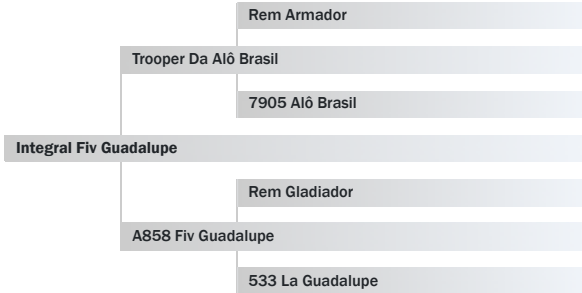 Rem Armador
Trooper Da Alô Brasil
7905 Alô Brasil
Integral Fiv Guadalupe
Rem Gladiador
A858 Fiv Guadalupe
533 La Guadalupe